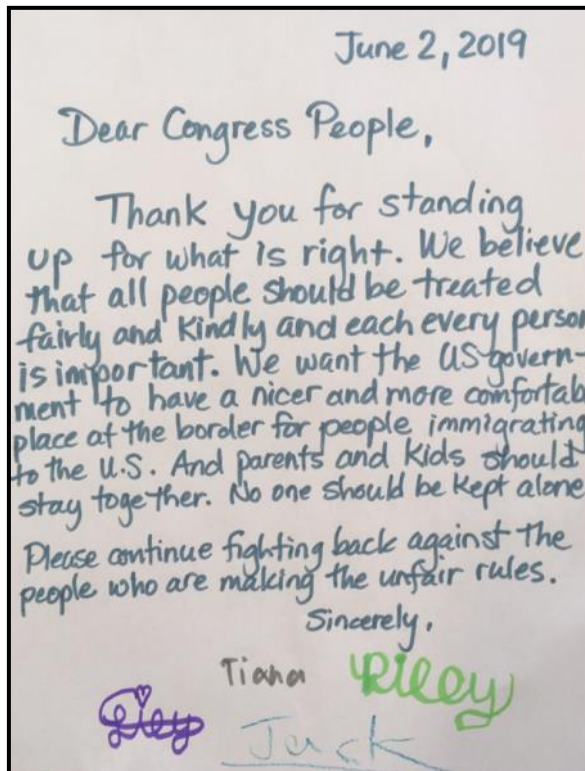 June 2, 2019
Dear Congress People,
Thank you for standing
up for what is right. We believe
that all people should be treated
fairly and kindly and each every person
is important. We want the US govern-
ment to have a nicer and more comfortab
place at the border for people immigrating
to the U.S. And parents and kids should
stay together. No one should be kept alone
Please continue fighting back against the
people who are making the unfair rules.
Sincerely,
Tiana Riley
Jack